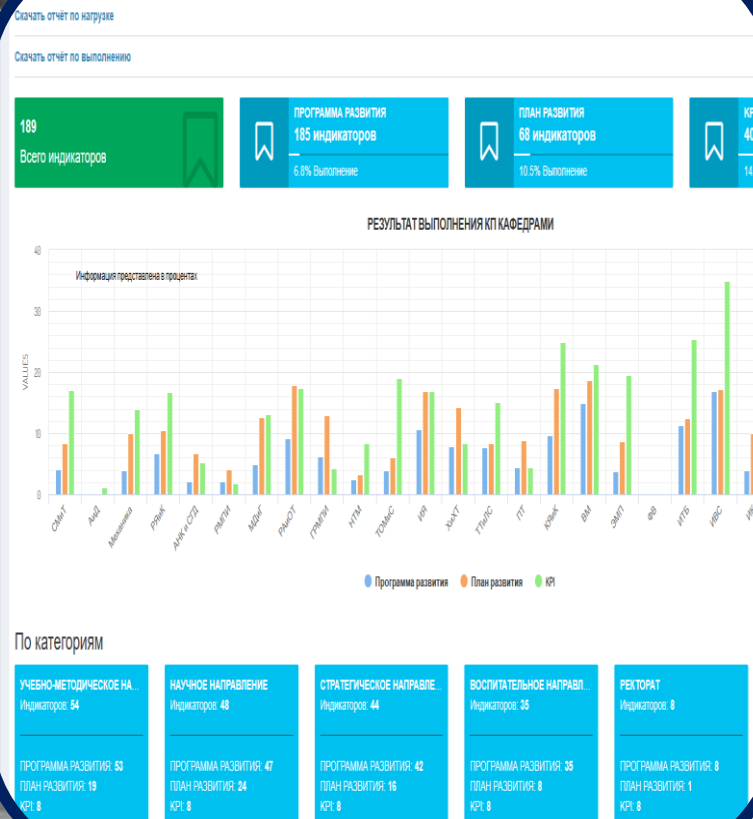 Скачать отчёт по нагрузке
Скачать отчёт по выполнению
189
Всего индикаторов
ПРОГРАММА РАЗВИТИЯ
185 индикаторов
6.8% Выполнение
ПЛАН РАЗВИТИЯ
68 индикаторов
10.5% Выполнение
РЕЗУЛЬТАТ ВЫПОЛНЕНИЯ КП КАФЕДРАМИ
Информация представлена в процентах
VALUES
40
30
20
10
0
СМиТ
АиД
Механика
РЯиК
АНК и СГД
РМПИ
МДиГ
РАиОТ
ГРМПИ
НТМ
ТОМиС
ИЯ
ХиХТ
ТТиЛС
ПТ
КЯиК
ВМ
ЭМП
ФВ
ИТБ
ИВС
Программа развития
План развития
KPI
По категориям
УЧЕБНО-МЕТОДИЧЕСКОЕ НА...
Индикаторов: 54
ПРОГРАММА РАЗВИТИЯ: 53
ПЛАН РАЗВИТИЯ: 19
KPI: 8
НАУЧНОЕ НАПРАВЛЕНИЕ
Индикаторов: 48
ПРОГРАММА РАЗВИТИЯ: 47
ПЛАН РАЗВИТИЯ: 24
KPI: 8
СТРАТЕГИЧЕСКОЕ НАПРАВЛЕ...
Индикаторов: 44
ПРОГРАММА РАЗВИТИЯ: 42
ПЛАН РАЗВИТИЯ: 16
KPI: 8
ВОСПИТАТЕЛЬНОЕ НАПРАВЛ...
Индикаторов: 35
ПРОГРАММА РАЗВИТИЯ: 35
ПЛАН РАЗВИТИЯ: 8
KPI: 8
РЕКТОРАТ
Индикаторов: 8
ПРОГРАММА РАЗВИТИЯ: 8
ПЛАН РАЗВИТИЯ: 1
KPI: 8